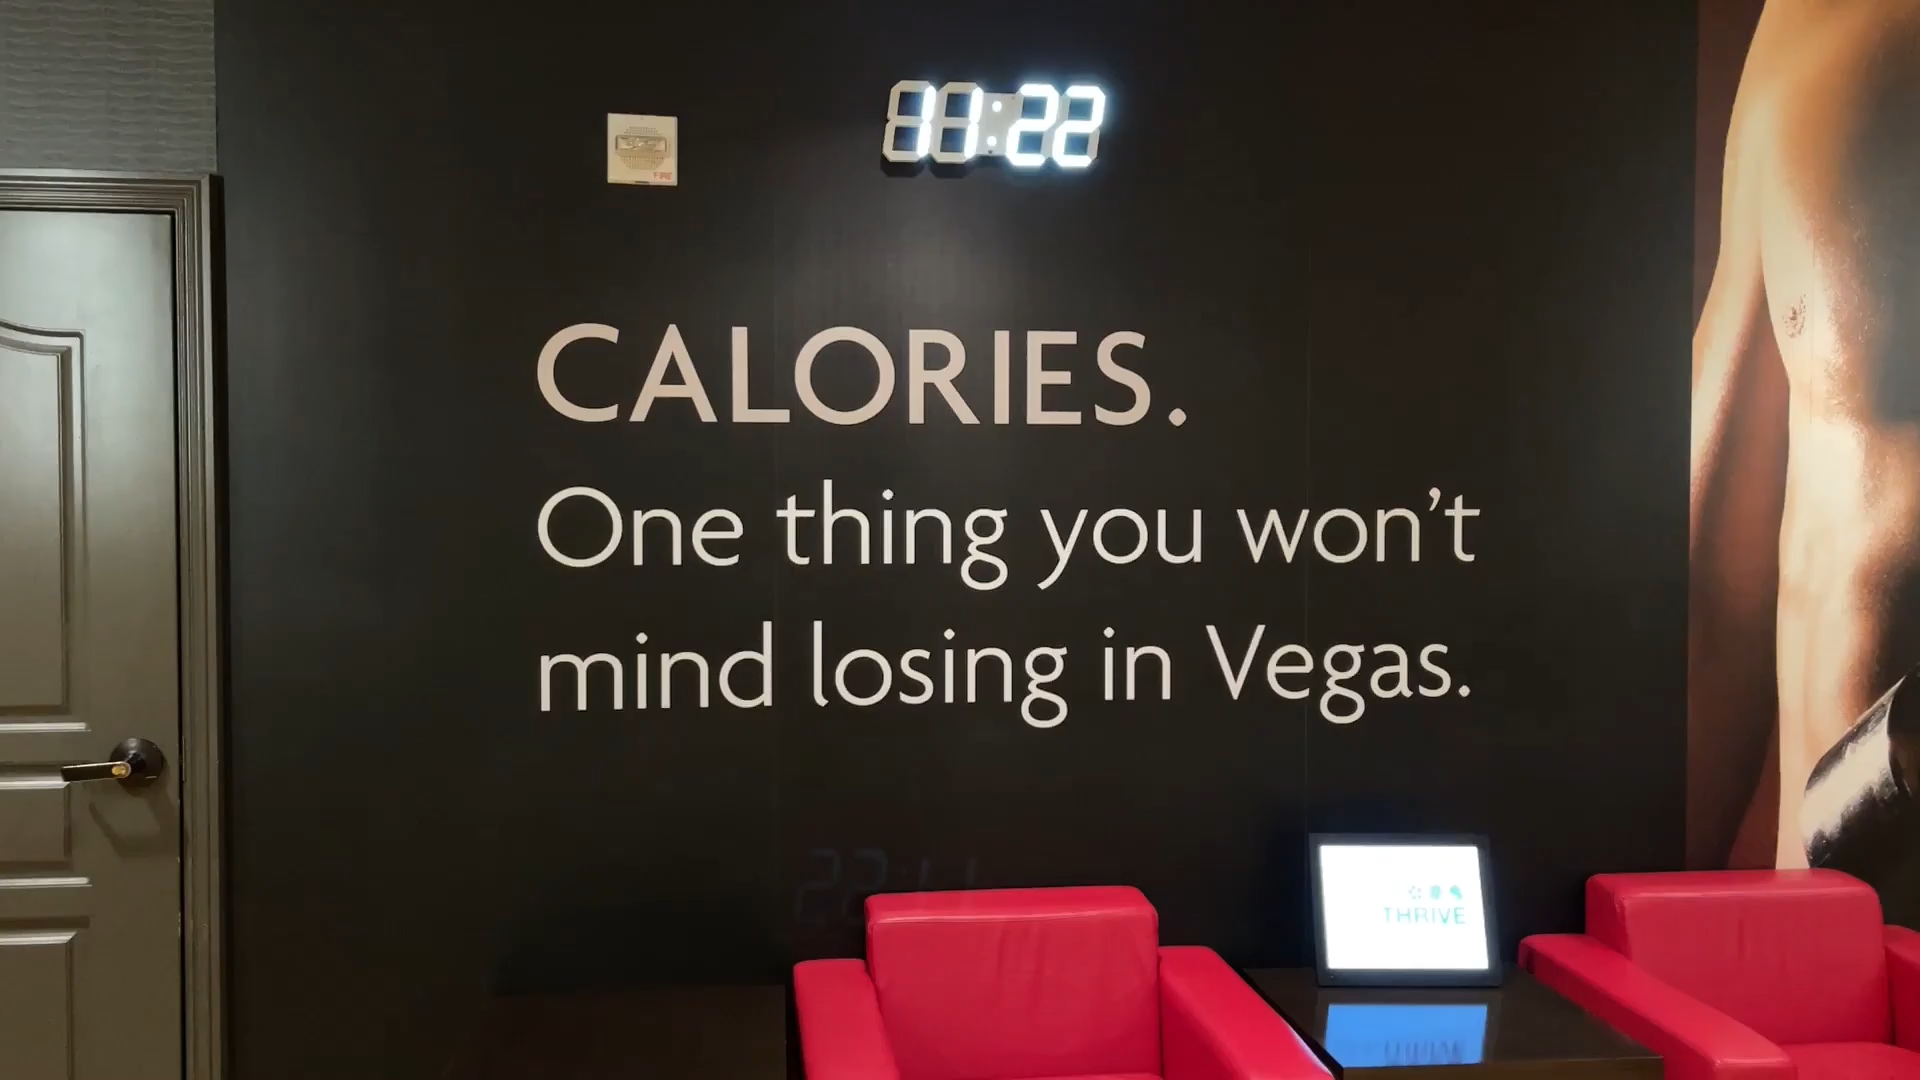 11:22
FIRE
CALORIES.
One thing you won't
mind losing in Vegas.
THRIVE